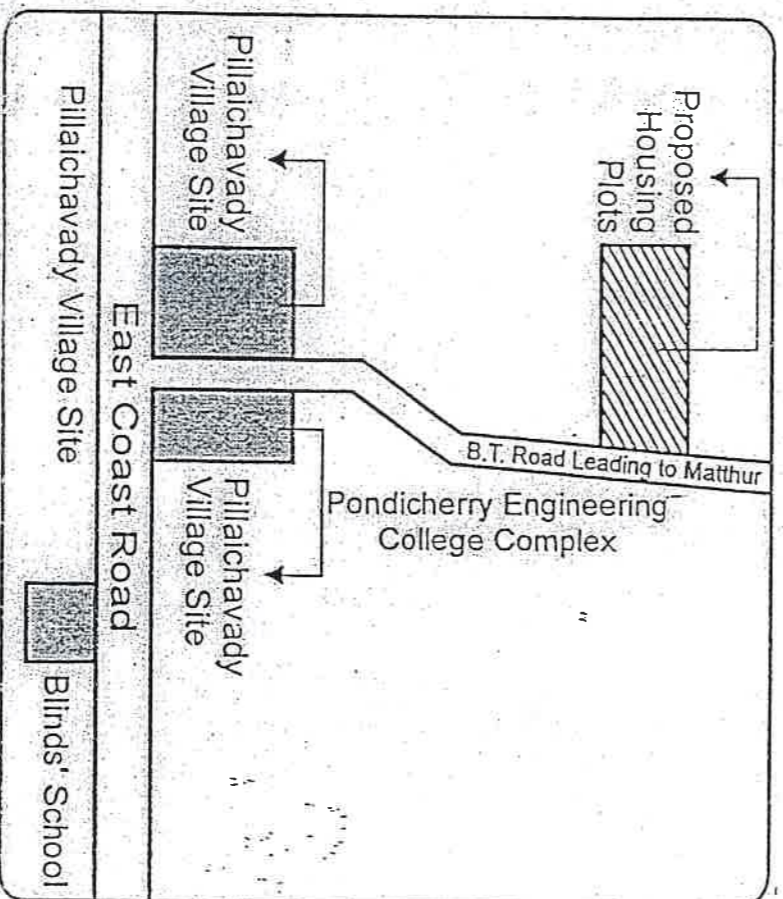 Proposed
Housing
Plots
Pillaichavady
Village Site
B.T. Road Leading to Matthur
Pondicherry Engineering
College Complex
Pillaichavady
Village Site
East Coast Road
Pillaichavady Village Site
Blinds' School